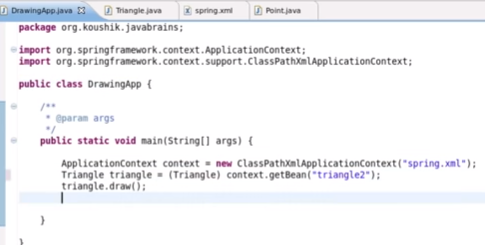 DrawingApp.java Triangle.java spring.xml Point.java
package org.koushik.javabrains;
import org.springframework.context.ApplicationContext;
import org.springframework.context.support.ClassPathXmlApplicationContext;
public class DrawingApp {
/**
* @param args
*/
public static void main(String[] args) {
ApplicationContext context = new ClassPathXmlApplicationContext("spring.xml");
Triangle triangle = (Triangle) context.getBean("triangle2");
triangle.draw();
}
}